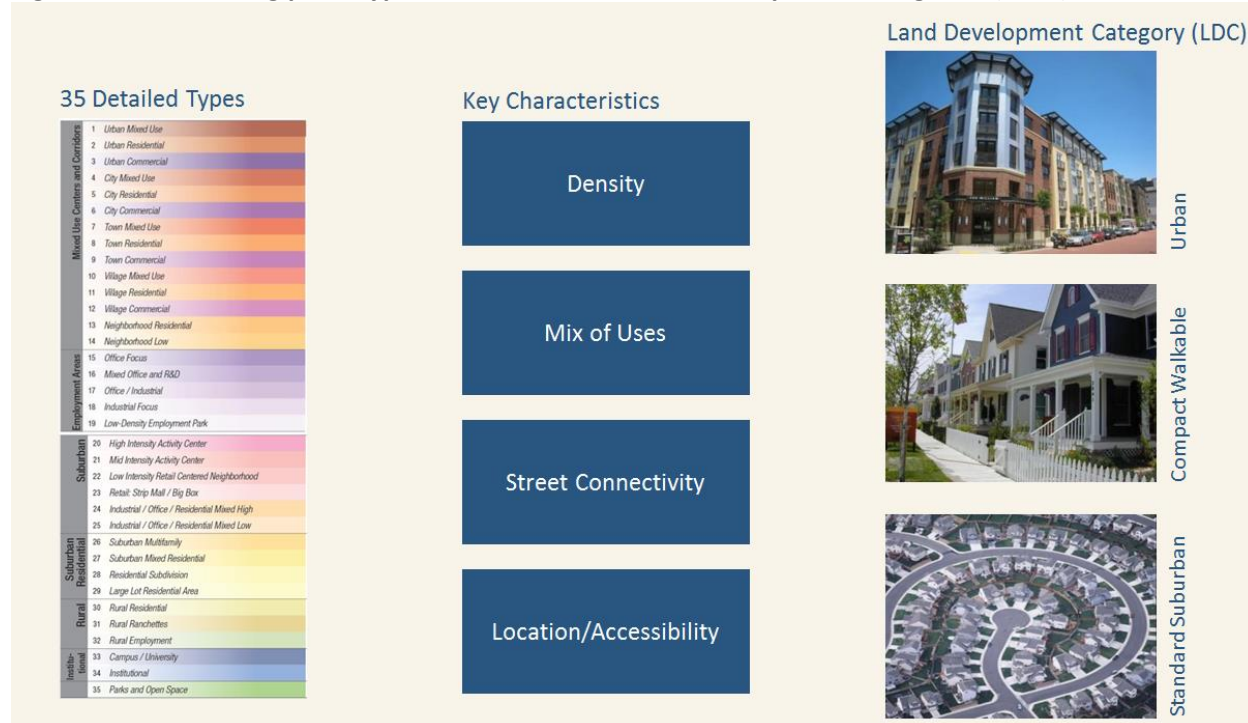 Land Development Category (LDC)
35 Detailed Types
Key Characteristics
Mixed Use Centers and Corridors
1 Urban Mixed Use
2 Urban Residential
3 Urban Commercial
4 City Mixed Use
5 City Residential
6 City Commercial
7 Town Mixed Use
8 Town Residential
9 Town Commercial
10 Village Mixed Use
11 Village Residential
12 Village Commercial
13 Neighborhood Residential
14 Neighborhood Low
Employment Areas
15 Office Focus
16 Mixed Office and R&D
17 Office / Industrial
18 Industrial Focus
19 Low-Density Employment Park
Suburban
20 High Intensity Activity Center
21 Mid Intensity Activity Center
22 Low Intensity Retail Centered Neighborhood
23 Retail: Strip Mall / Big Box
24 Industrial / Office / Residential Mixed High
25 Industrial / Office / Residential Mixed Low
Suburban
Residential
26 Suburban Multifamily
27 Suburban Mixed Residential
28 Residential Subdivision
29 Large Lot Residential Area
Rural
30 Rural Residential
31 Rural Ranchettes
32 Rural Employment
Institu-
tional
33 Campus / University
34 Institutional
35 Parks and Open Space
Density
Mix of Uses
Street Connectivity
Location/Accessibility
Urban
Compact Walkable
Standard Suburban